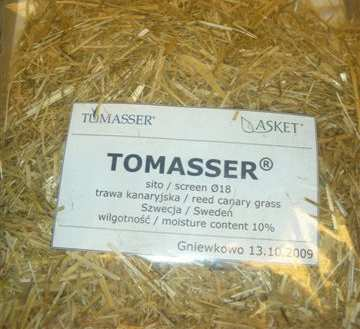 TOMASSER® ASKET®
TOMASSER®
sito / screen Ø18
trawa kanaryjska / reed canary grass
Szwecja / Sweden
wilgotność / moisture content 10%
Gniewkowo 13.10.2009